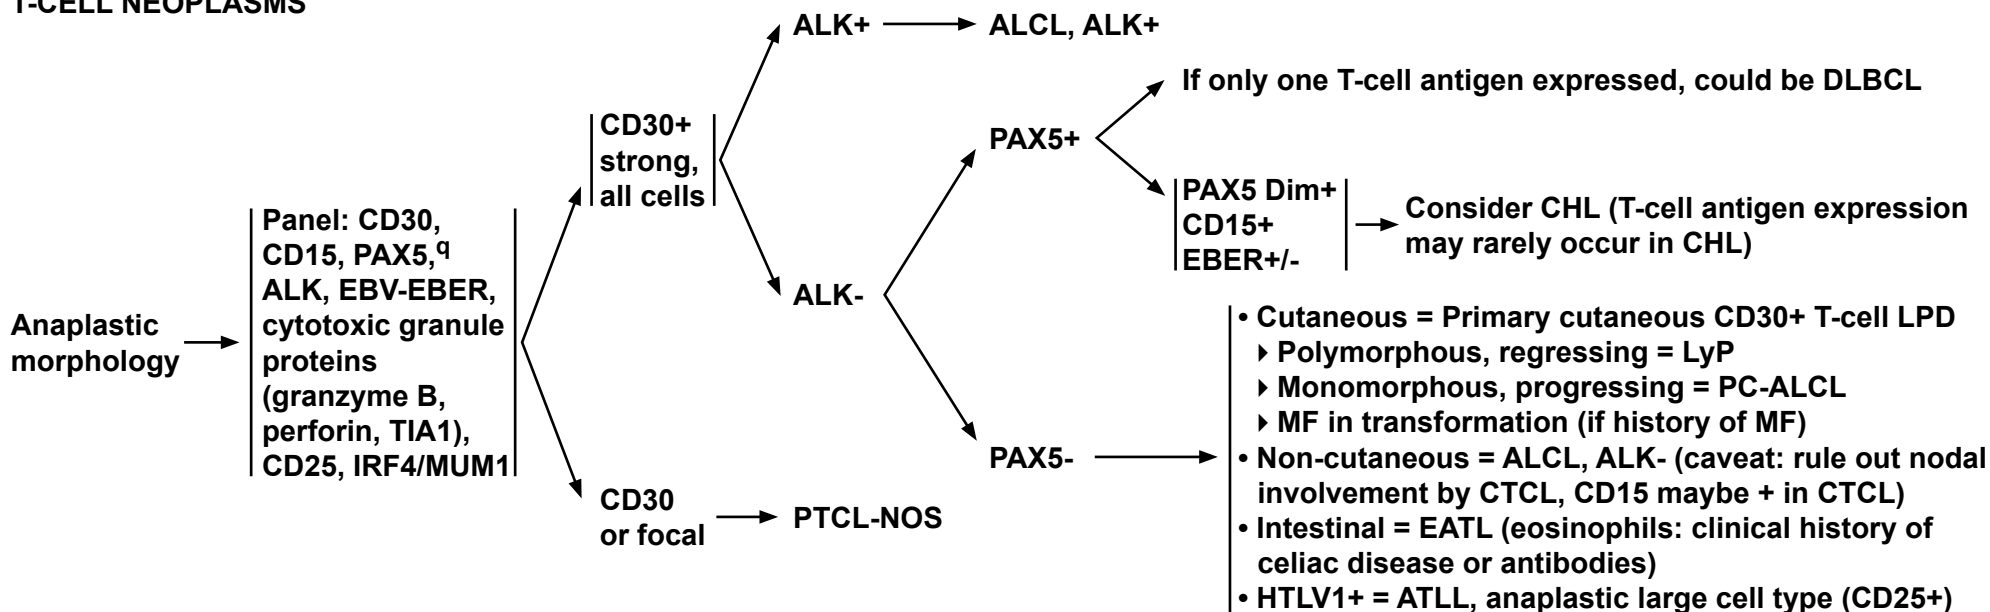 T-CELL NEOPLASMS
ALK+
ALCL, ALK+
If only one T-cell antigen expressed, could be DLBCL
CD30+
strong,
all cells
PAX5+
PAX5 Dim+
CD15+
EBER+/-
Consider CHL (T-cell antigen expression
may rarely occur in CHL)
Panel: CD30,
CD15, PAX5,q
ALK, EBV-EBER,
cytotoxic granule
proteins
(granzyme B,
perforin, TIA1),
CD25, IRF4/MUM1
Anaplastic
morphology
ALK-
PAX5-
• Cutaneous = Primary cutaneous CD30+ T-cell LPD
▸ Polymorphous, regressing = LyP
▸ Monomorphous, progressing = PC-ALCL
▸ MF in transformation (if history of MF)
• Non-cutaneous = ALCL, ALK- (caveat: rule out nodal
involvement by CTCL, CD15 maybe + in CTCL)
• Intestinal = EATL (eosinophils: clinical history of
celiac disease or antibodies)
• HTLV1+ = ATLL, anaplastic large cell type (CD25+)
CD30
or focal
PTCL-NOS